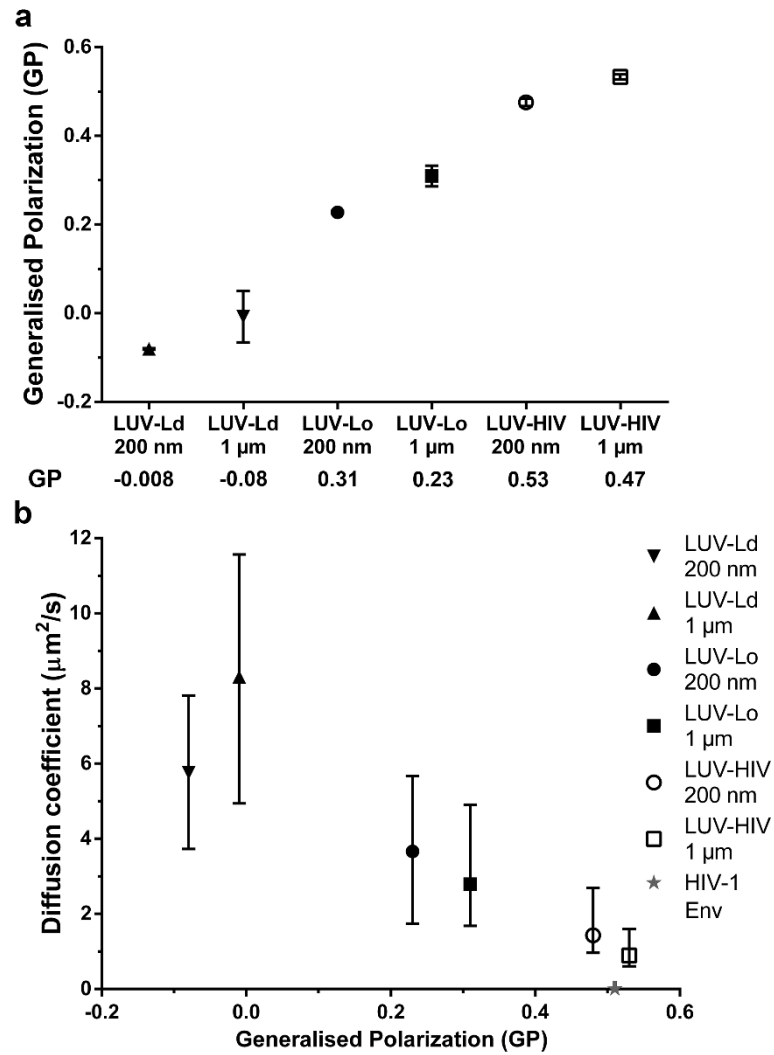 a
Generalised Polarization (GP)
0.6
0.4
0.2
0.0
-0.2
LUV-Ld LUV-Ld LUV-Lo LUV-Lo LUV-HIV LUV-HIV
200 nm 1 µm 200 nm 1 µm 200 nm 1 µm
GP -0.008 -0.08 0.31 0.23 0.53 0.47
b
Diffusion coefficient (µm²/s)
12
10
8
6
4
2
0
-0.2 0.0 0.2 0.4 0.6
Generalised Polarization (GP)
LUV-Ld
200 nm
LUV-Ld
1 µm
LUV-Lo
200 nm
LUV-Lo
1 µm
LUV-HIV
200 nm
LUV-HIV
1 µm
HIV-1
Env